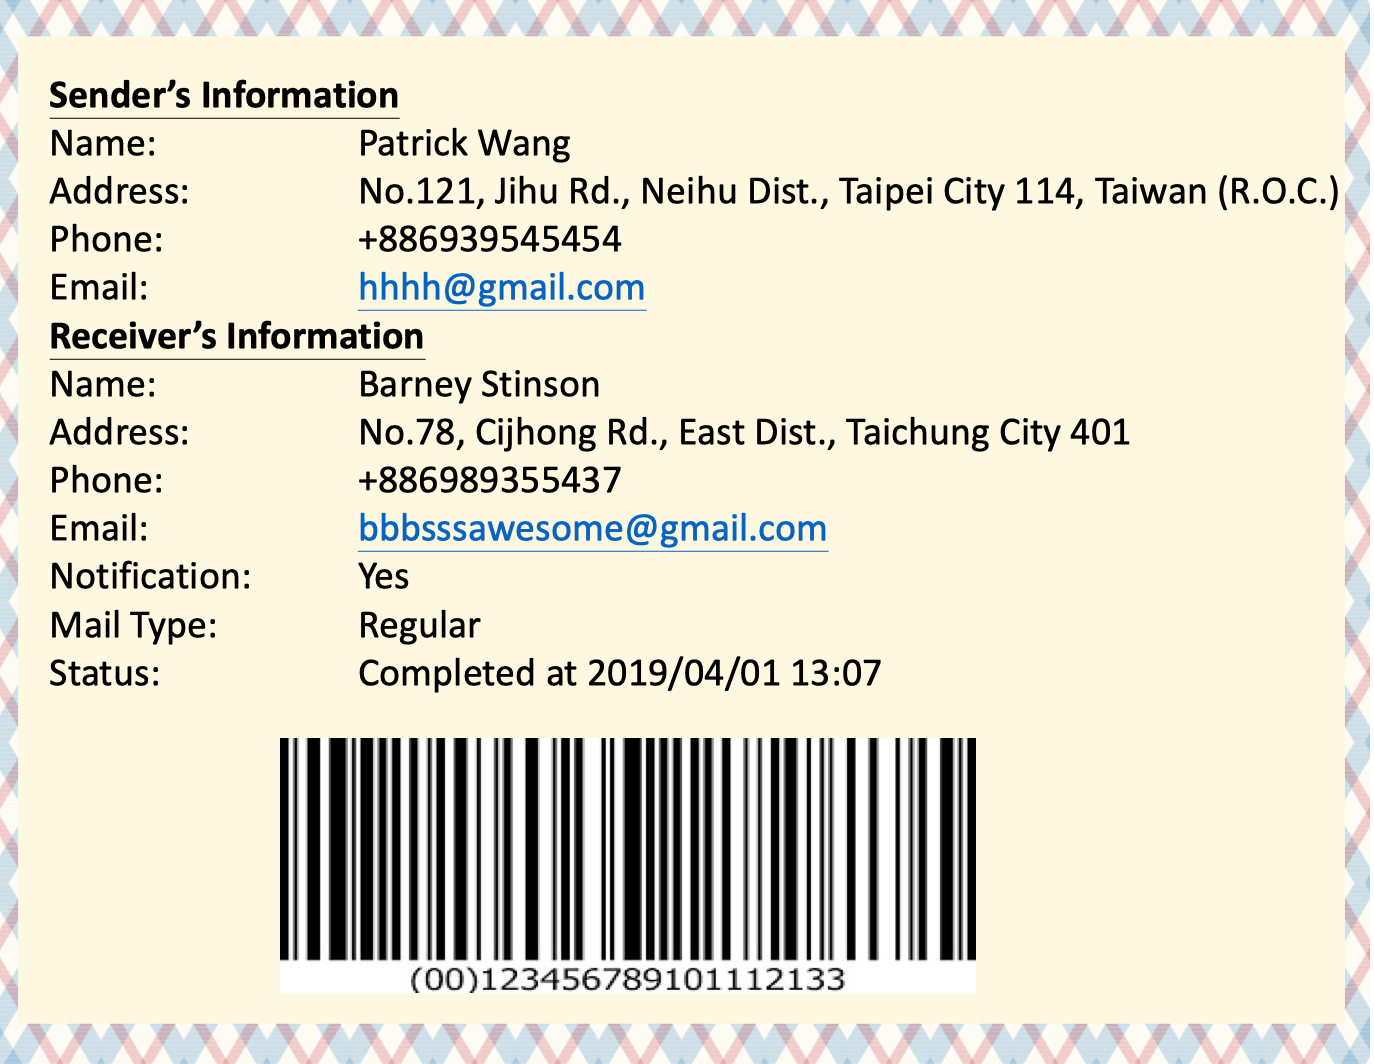 Sender’s Information
Name: Patrick Wang
Address: No.121, Jihu Rd., Neihu Dist., Taipei City 114, Taiwan (R.O.C.)
Phone: +886939545454
Email: hhhh@gmail.com
Receiver’s Information
Name: Barney Stinson
Address: No.78, Cijhong Rd., East Dist., Taichung City 401
Phone: +886989355437
Email: bbbsssawesome@gmail.com
Notification: Yes
Mail Type: Regular
Status: Completed at 2019/04/01 13:07
(00)123456789101112133